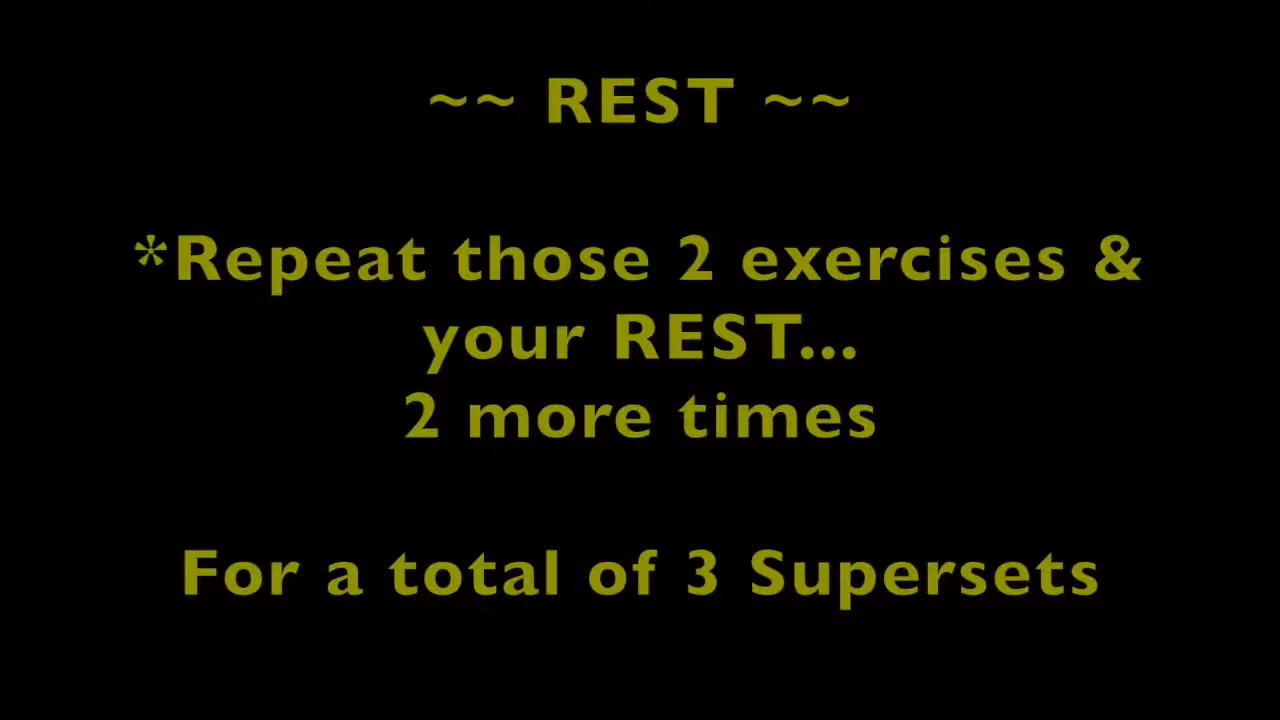 ~~ REST ~~
*Repeat those 2 exercises &
your REST...
2 more times
For a total of 3 Supersets